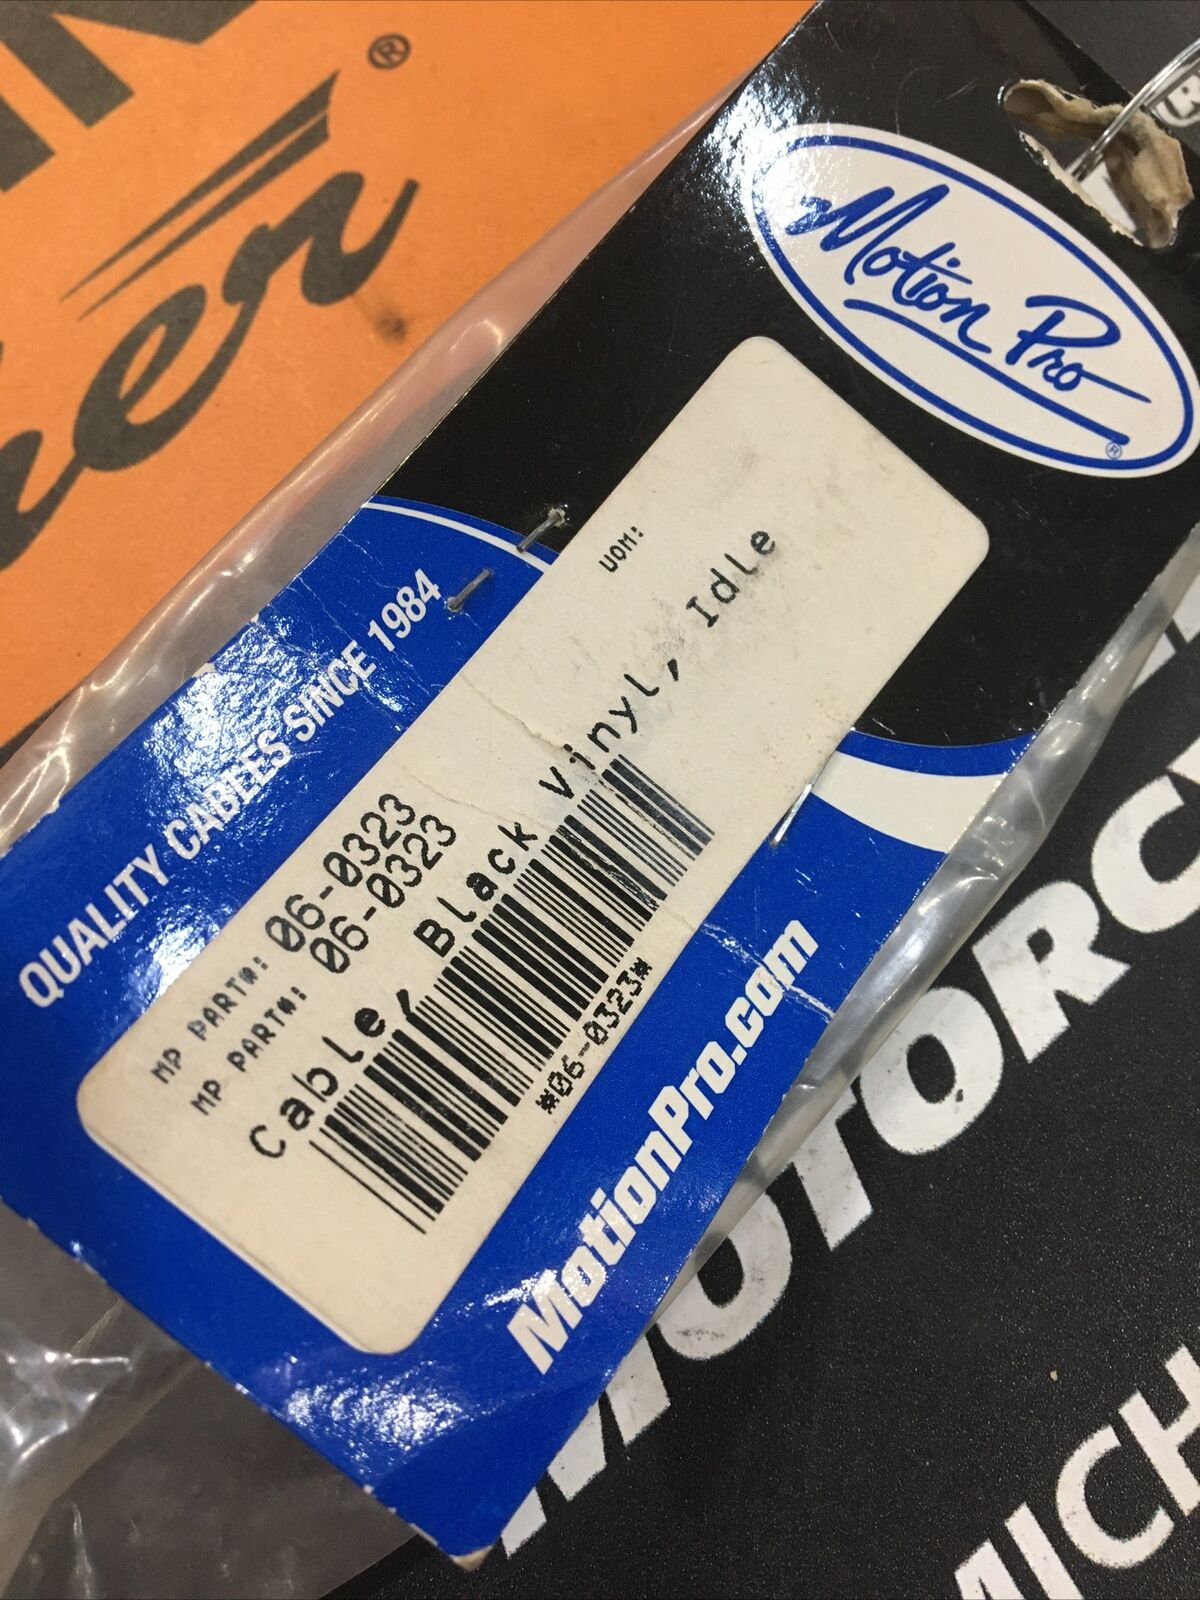 Motion Pro®
QUALITY CABLES SINCE 1984
UOM:
MP PART#: 06-0323
MP PART#: 06-0323
Cable, Black Vinyl, Idle
*06-0323*
MotionPro.com
®
MOTORCY
MICH